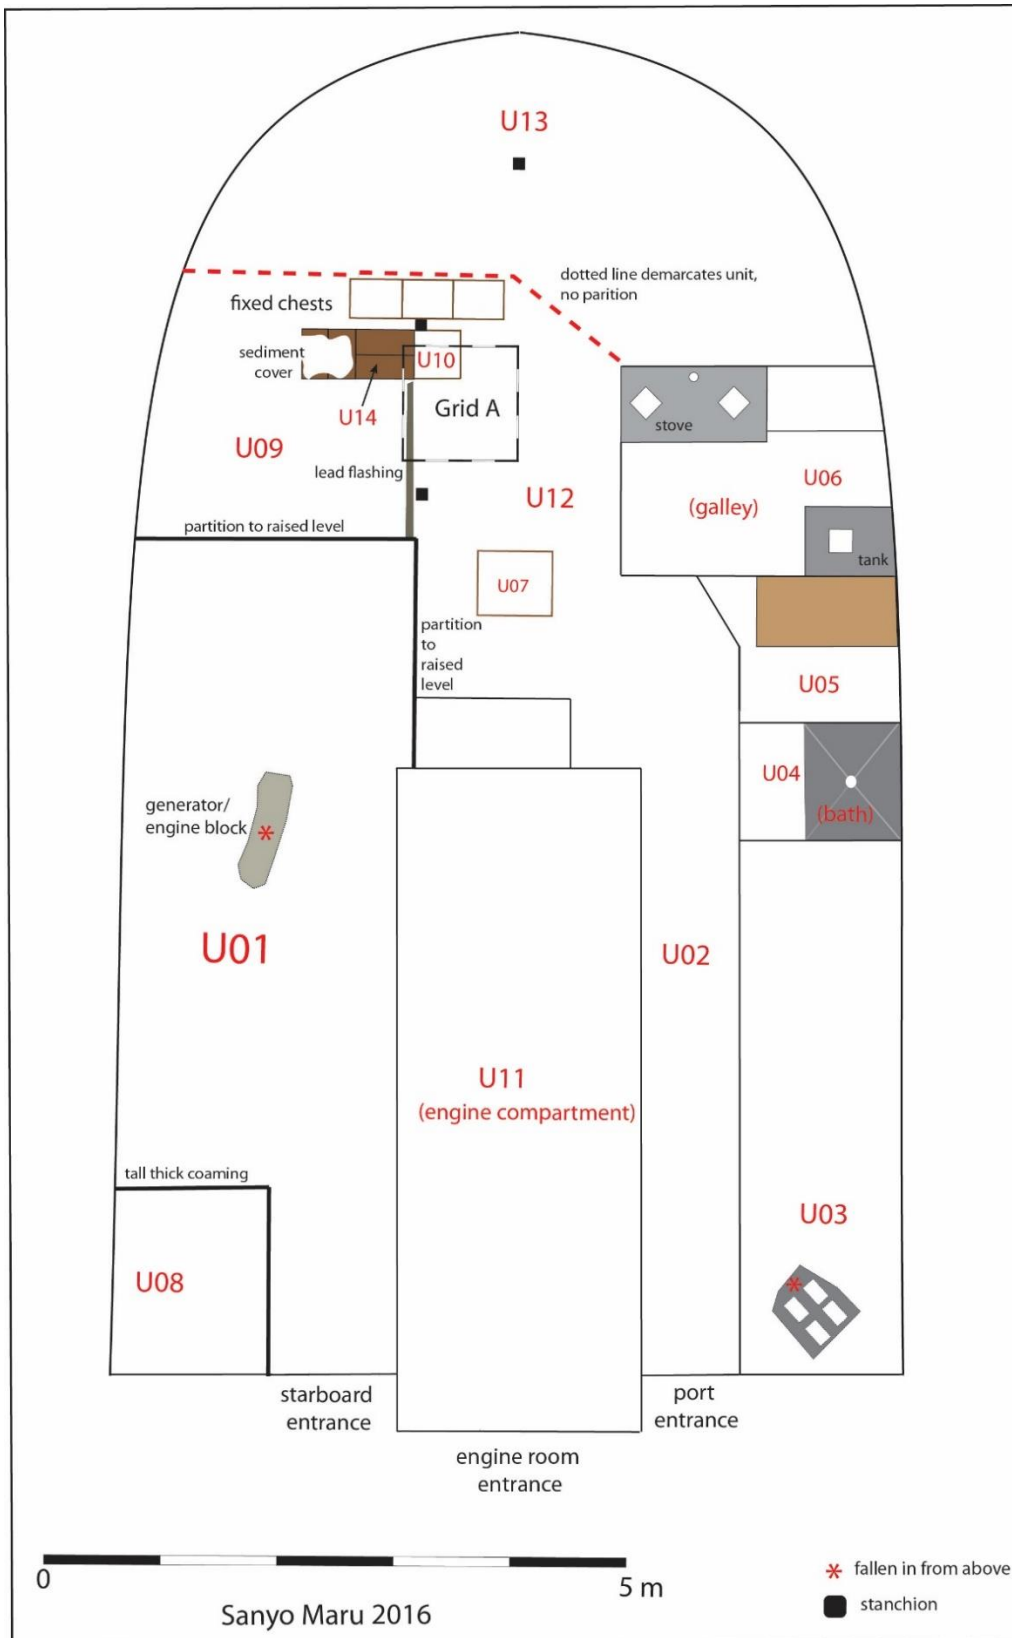 U13
dotted line demarcates unit,
no parition
fixed chests
sediment
cover
U10
Grid A
stove
U14
U09
lead flashing
U12
U06
(galley)
tank
partition to raised level
U07
partition
to
raised
level
U05
U04
(bath)
generator/
engine block
*
U01
U02
U11
(engine compartment)
tall thick coaming
U03
U08
*
starboard
entrance
port
entrance
engine room
entrance
0
5 m
Sanyo Maru 2016
* fallen in from above
stanchion